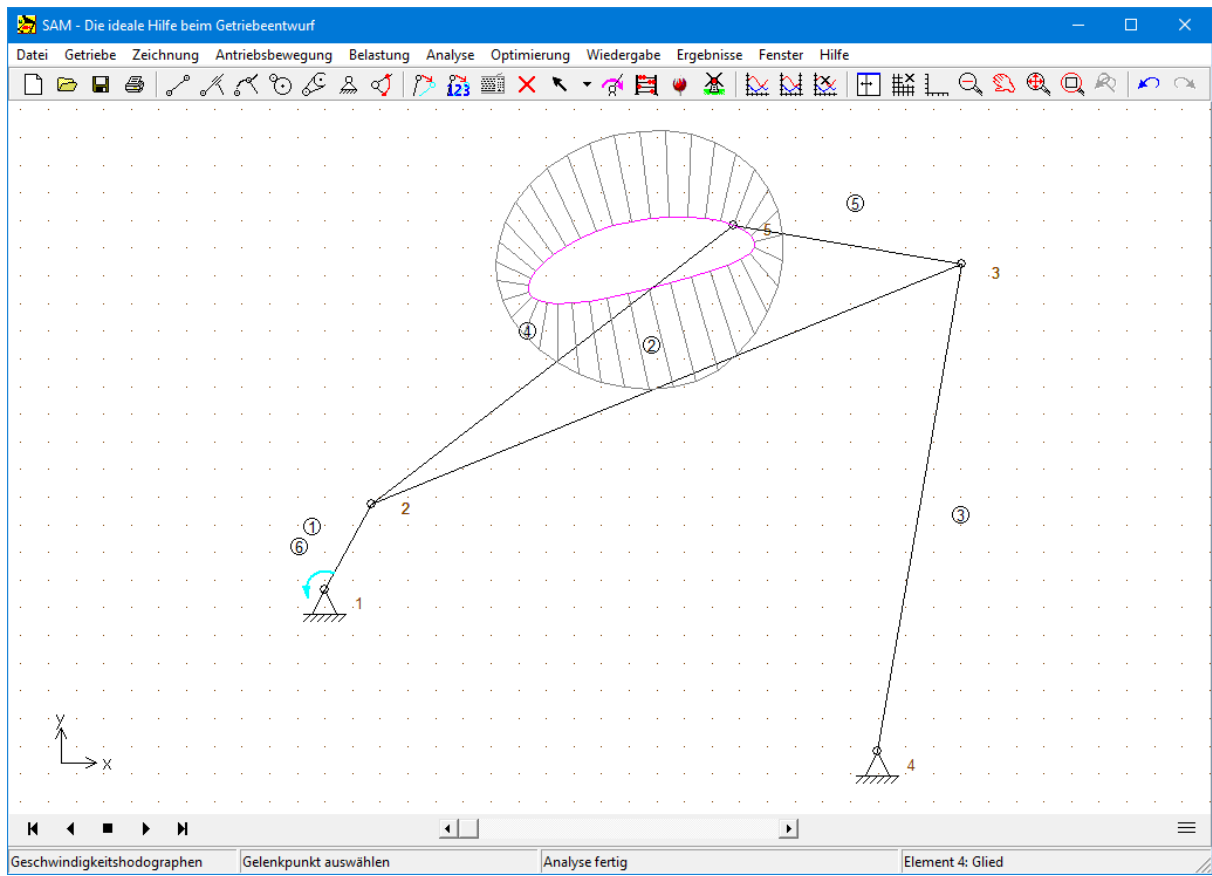 SAM - Die ideale Hilfe beim Getriebeentwurf
Datei Getriebe Zeichnung Antriebsbewegung Belastung Analyse Optimierung Wiedergabe Ergebnisse Fenster Hilfe
123
5
5
3
4
2
2
3
1
6
1
y
x
4
Geschwindigkeitshodographen Gelenkpunkt auswählen Analyse fertig Element 4: Glied